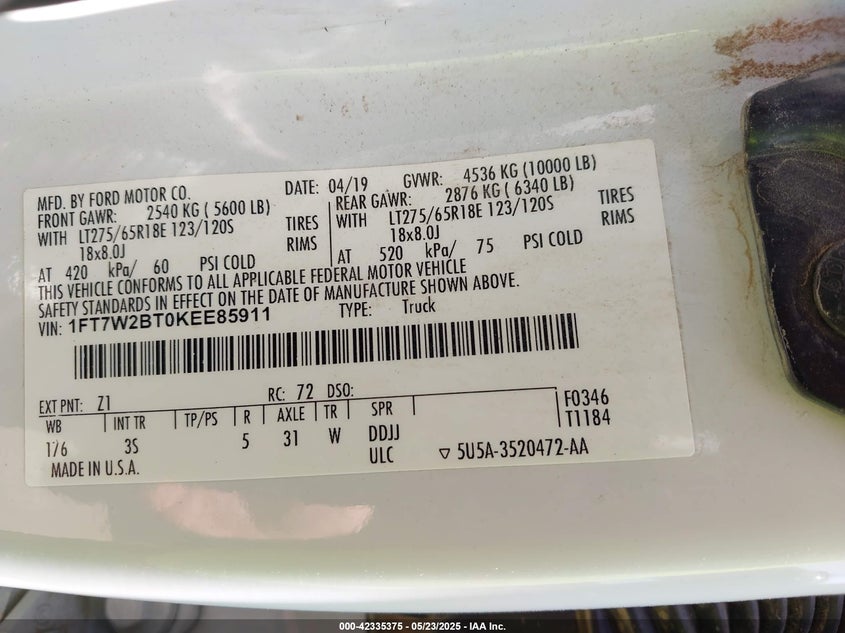 MFD. BY FORD MOTOR CO. DATE: 04/19 GVWR: 4536 KG (10000 LB)
FRONT GAWR: 2540 KG ( 5600 LB) REAR GAWR: 2876 KG ( 6340 LB)
WITH LT275/65R18E 123/120S TIRES WITH LT275/65R18E 123/120S TIRES
18x8.0J RIMS 18x8.0J RIMS
AT 420 kPa/ 60 PSI COLD AT 520 kPa/ 75 PSI COLD
THIS VEHICLE CONFORMS TO ALL APPLICABLE FEDERAL MOTOR VEHICLE
SAFETY STANDARDS IN EFFECT ON THE DATE OF MANUFACTURE SHOWN ABOVE.
VIN: 1FT7W2BT0KEE85911 TYPE: Truck
EXT PNT: Z1 RC: 72 DSO: F0346
WB INT TR TP/PS R AXLE TR SPR T1184
176 3S 5 31 W DDJJ
MADE IN U.S.A. ULC ▽ 5U5A-3520472-AA
000-42335375 — 05/23/2025 — IAA Inc.